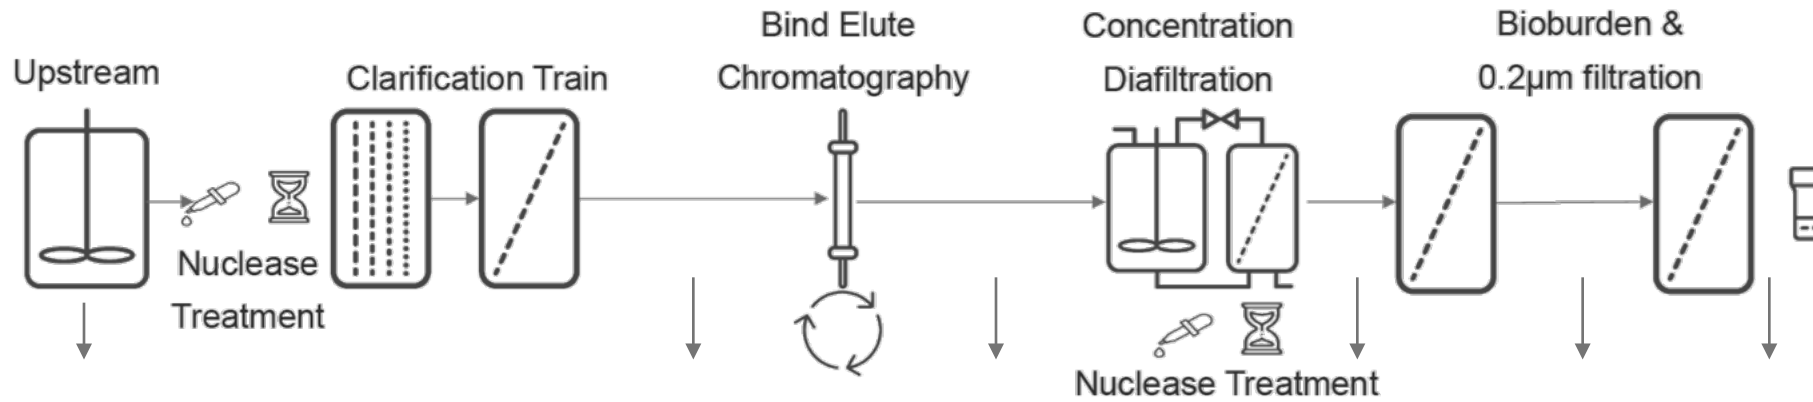 Upstream
Nuclease
Treatment
Clarification Train
Bind Elute
Chromatography
Concentration
Diafiltration
Nuclease Treatment
Bioburden &
0.2µm filtration